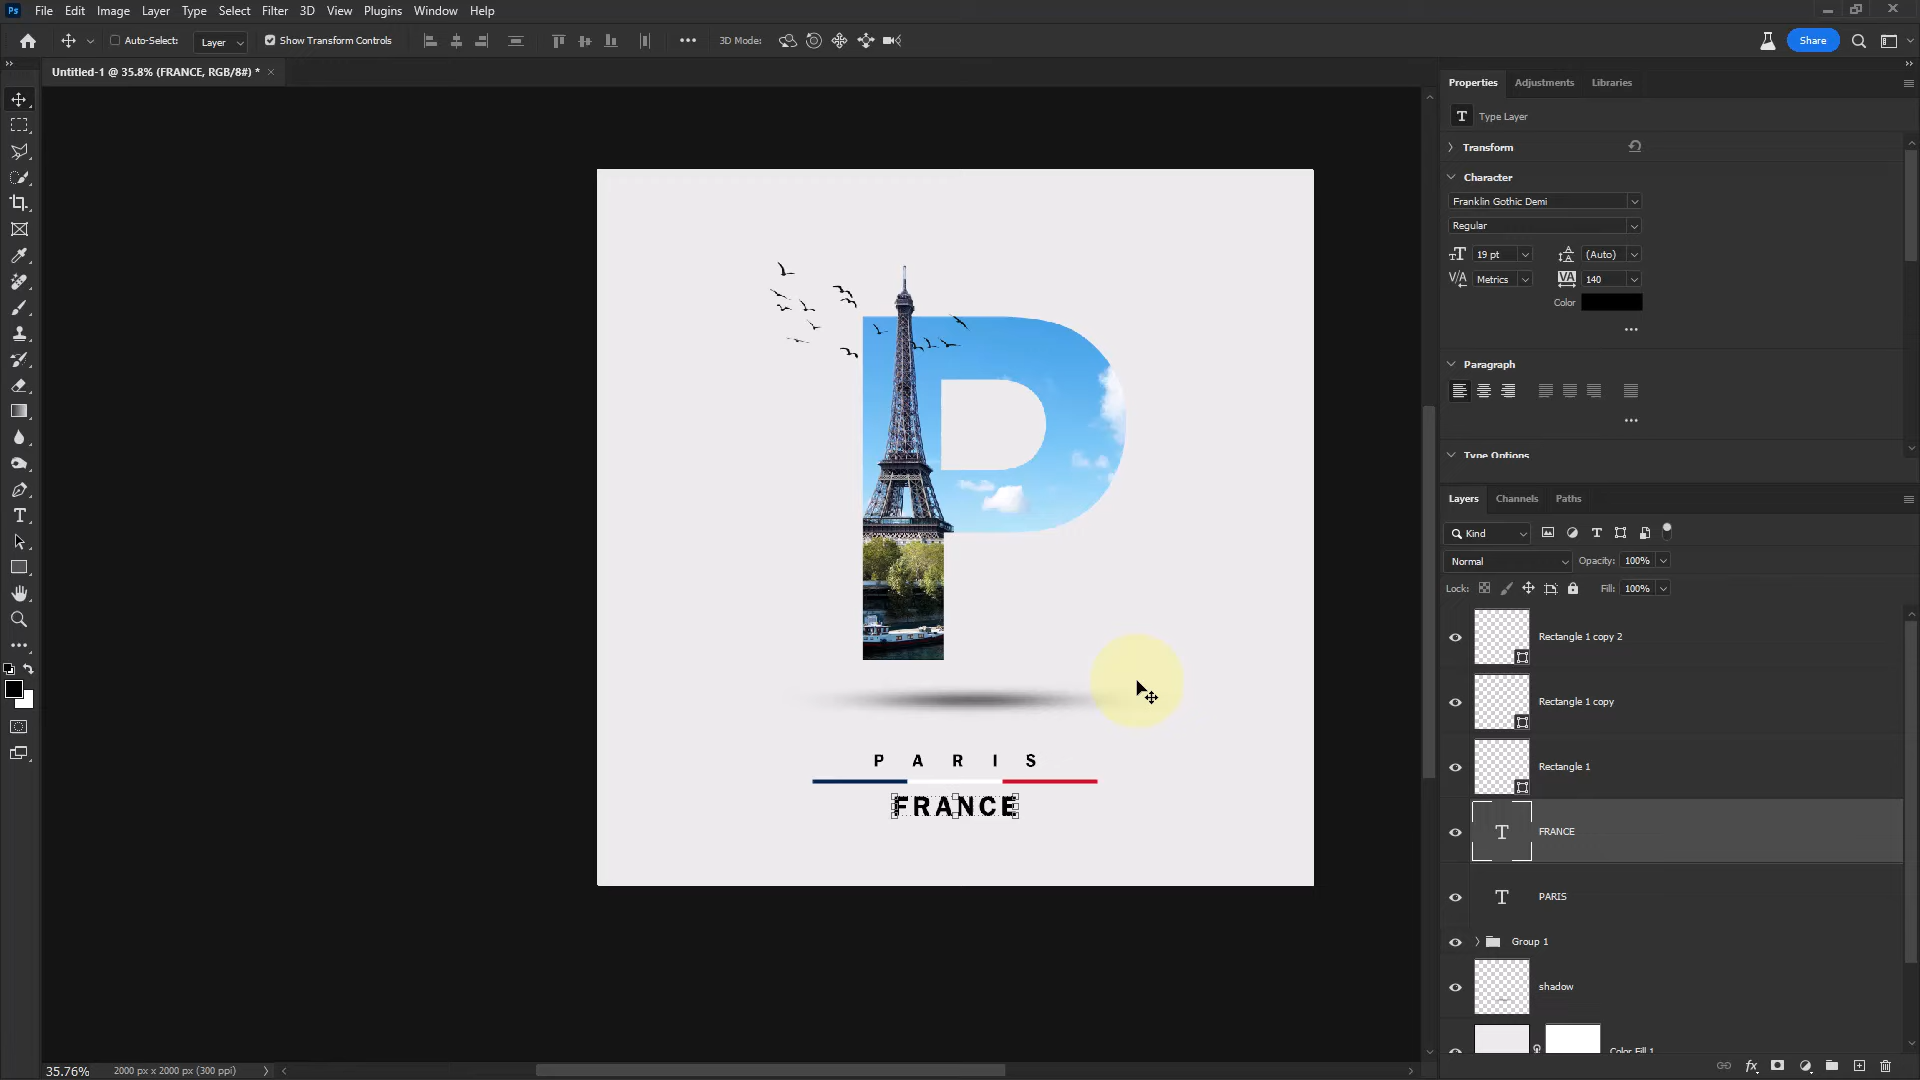 Ps File Edit Image Layer Type Select Filter 3D View Plugins Window Help
Auto-Select: Layer Show Transform Controls 3D Mode: Share
Untitled-1 @ 35.8% (FRANCE, RGB/8#) *
Properties Adjustments Libraries
T Type Layer
Transform
Character
Franklin Gothic Demi
Regular
19 pt (Auto)
Metrics 140
Color
Paragraph
Type Options
Layers Channels Paths
Kind
Normal Opacity: 100%
Lock: Fill: 100%
Rectangle 1 copy 2
Rectangle 1 copy
Rectangle 1
T FRANCE
T PARIS
Group 1
shadow
Color Fill 1
P
P A R I S
FRANCE
35.76% 2000 px x 2000 px (300 ppi)